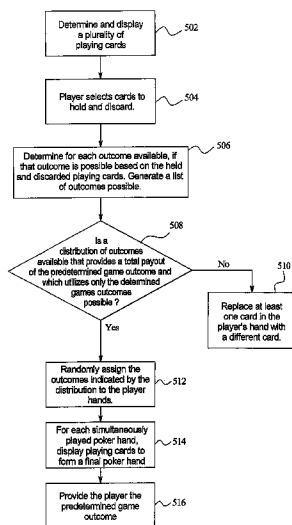 Determine and display
a plurality of
playing cards
502
Player selects cards to
hold and discard.
504
Determine for each outcome available, if
that outcome is possible based on the held
and discarded playing cards. Generate a list
of outcomes possible.
506
508
Is a
distribution of outcomes
available that provides a total payout
of the predetermined game outcome and
which utilizes only the determined
games outcomes
possible ?
No
510
Replace at least
one card in the
player's hand with
a different card.
Yes
Randomly assign the
outcomes indicated by the
distribution to the player
hands.
512
For each simultaneously
played poker hand,
display playing cards to
form a final poker hand
514
Provide the player the
predetermined game
outcome
516